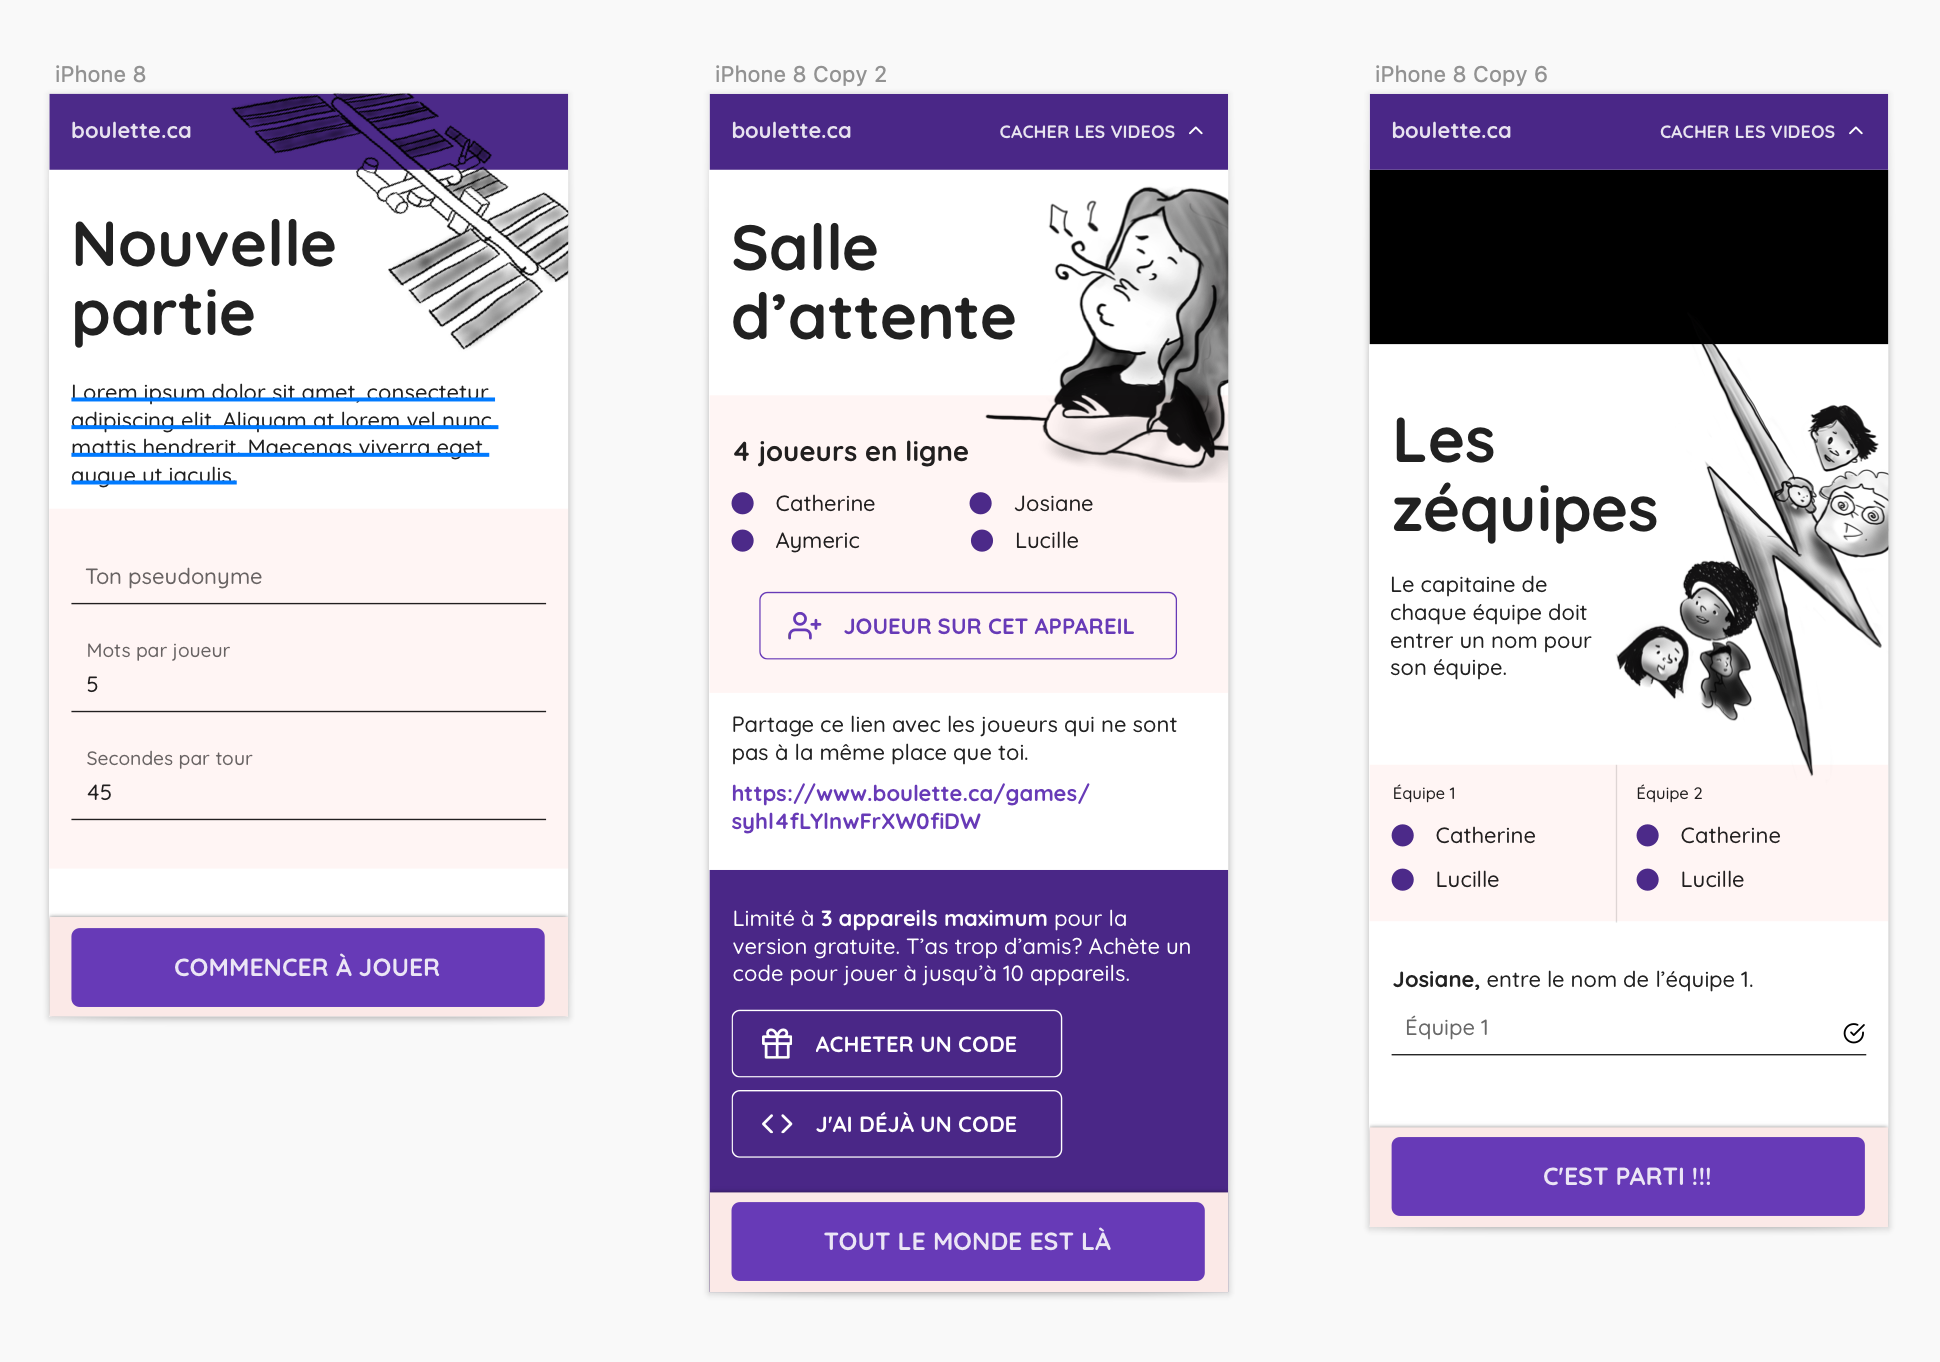 iPhone 8
boulette.ca
Nouvelle
partie
Lorem ipsum dolor sit amet, consectetur
adipiscing elit. Aliquam at lorem vel nunc
mattis hendrerit. Maecenas viverra eget
augue ut iaculis.
Ton pseudonyme
Mots par joueur
5
Secondes par tour
45
COMMENCER À JOUER
iPhone 8 Copy 2
boulette.ca
CACHER LES VIDEOS
Salle
d’attente
4 joueurs en ligne
Catherine
Josiane
Aymeric
Lucille
JOUEUR SUR CET APPAREIL
Partage ce lien avec les joueurs qui ne sont
pas à la même place que toi.
https://www.boulette.ca/games/
syhl4fLYlnwFrXW0fiDW
Limité à 3 appareils maximum pour la
version gratuite. T’as trop d’amis? Achète un
code pour jouer à jusqu’à 10 appareils.
ACHETER UN CODE
J'AI DÉJÀ UN CODE
TOUT LE MONDE EST LÀ
iPhone 8 Copy 6
boulette.ca
CACHER LES VIDEOS
Les
zéquipes
Le capitaine de
chaque équipe doit
entrer un nom pour
son équipe.
Équipe 1
Catherine
Lucille
Équipe 2
Catherine
Lucille
Josiane, entre le nom de l’équipe 1.
Équipe 1
C'EST PARTI !!!